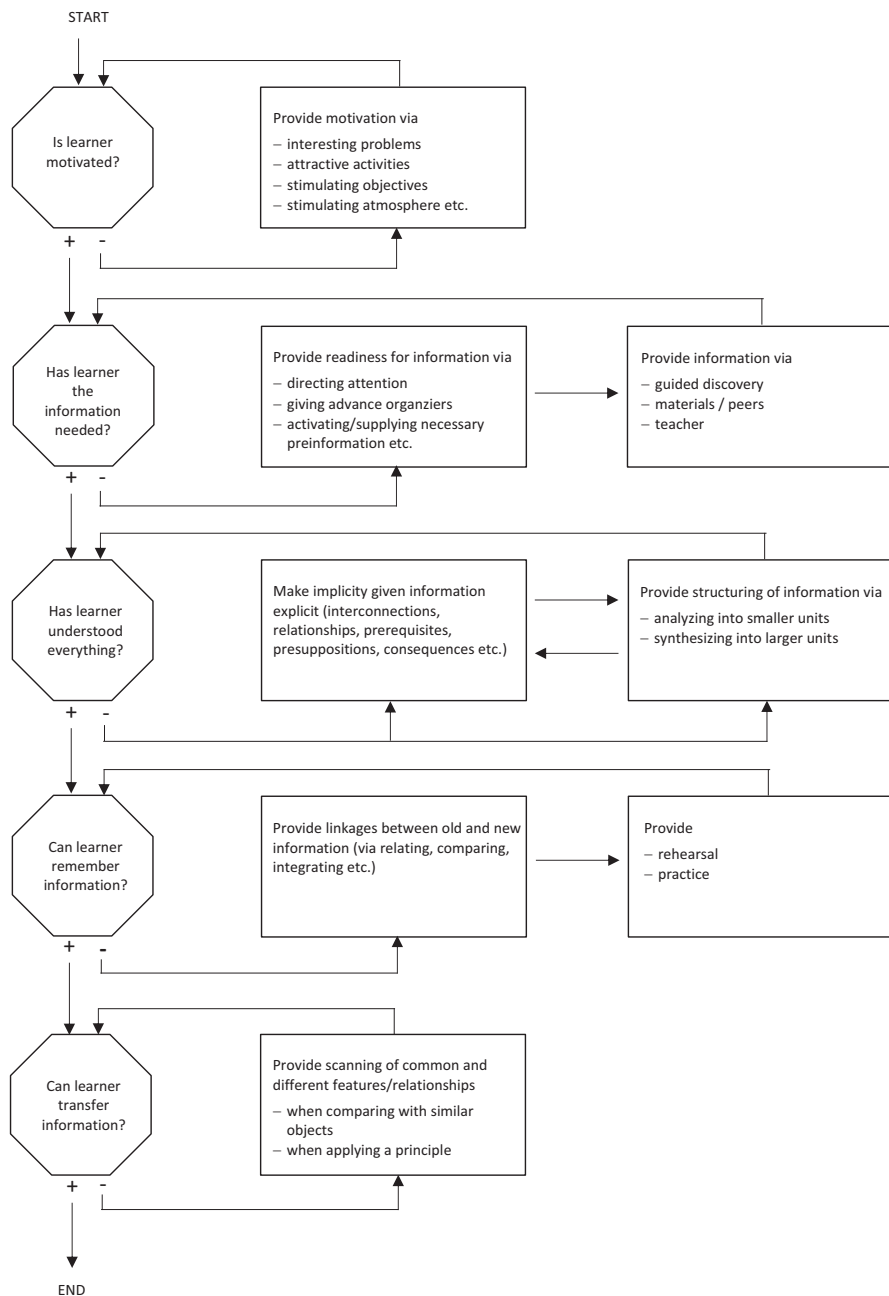 START
Is learner
motivated?
Provide motivation via
– interesting problems
– attractive activities
– stimulating objectives
– stimulating atmosphere etc.
+ -
Has learner
the
information
needed?
Provide readiness for information via
– directing attention
– giving advance organziers
– activating/supplying necessary
preinformation etc.
Provide information via
– guided discovery
– materials / peers
– teacher
+ -
Has learner
understood
everything?
Make implicity given information
explicit (interconnections,
relationships, prerequisites,
presuppositions, consequences etc.)
Provide structuring of information via
– analyzing into smaller units
– synthesizing into larger units
+ -
Can learner
remember
information?
Provide linkages between old and new
information (via relating, comparing,
integrating etc.)
Provide
– rehearsal
– practice
+ -
Can learner
transfer
information?
Provide scanning of common and
different features/relationships
– when comparing with similar
objects
– when applying a principle
+ -
END